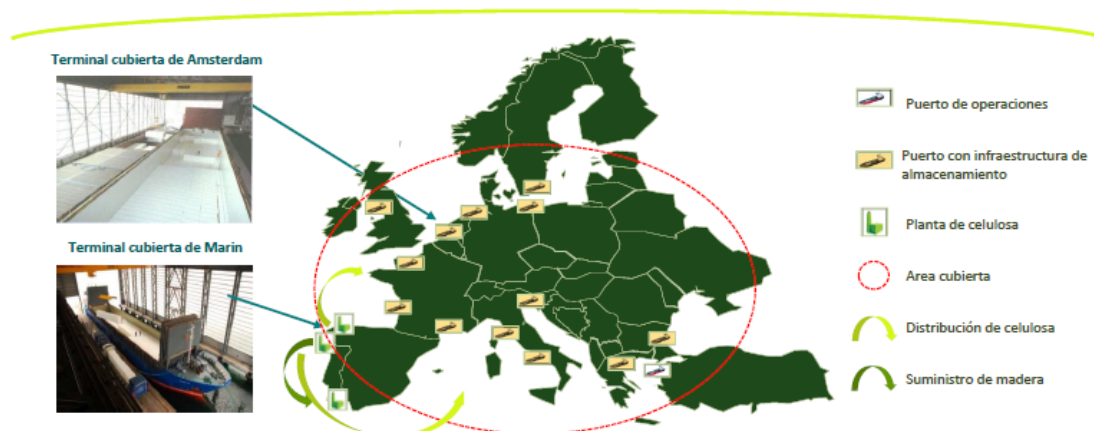 Terminal cubierta de Amsterdam
Terminal cubierta de Marin
Puerto de operaciones
Puerto con infraestructura de
almacenamiento
Planta de celulosa
Area cubierta
Distribución de celulosa
Suministro de madera